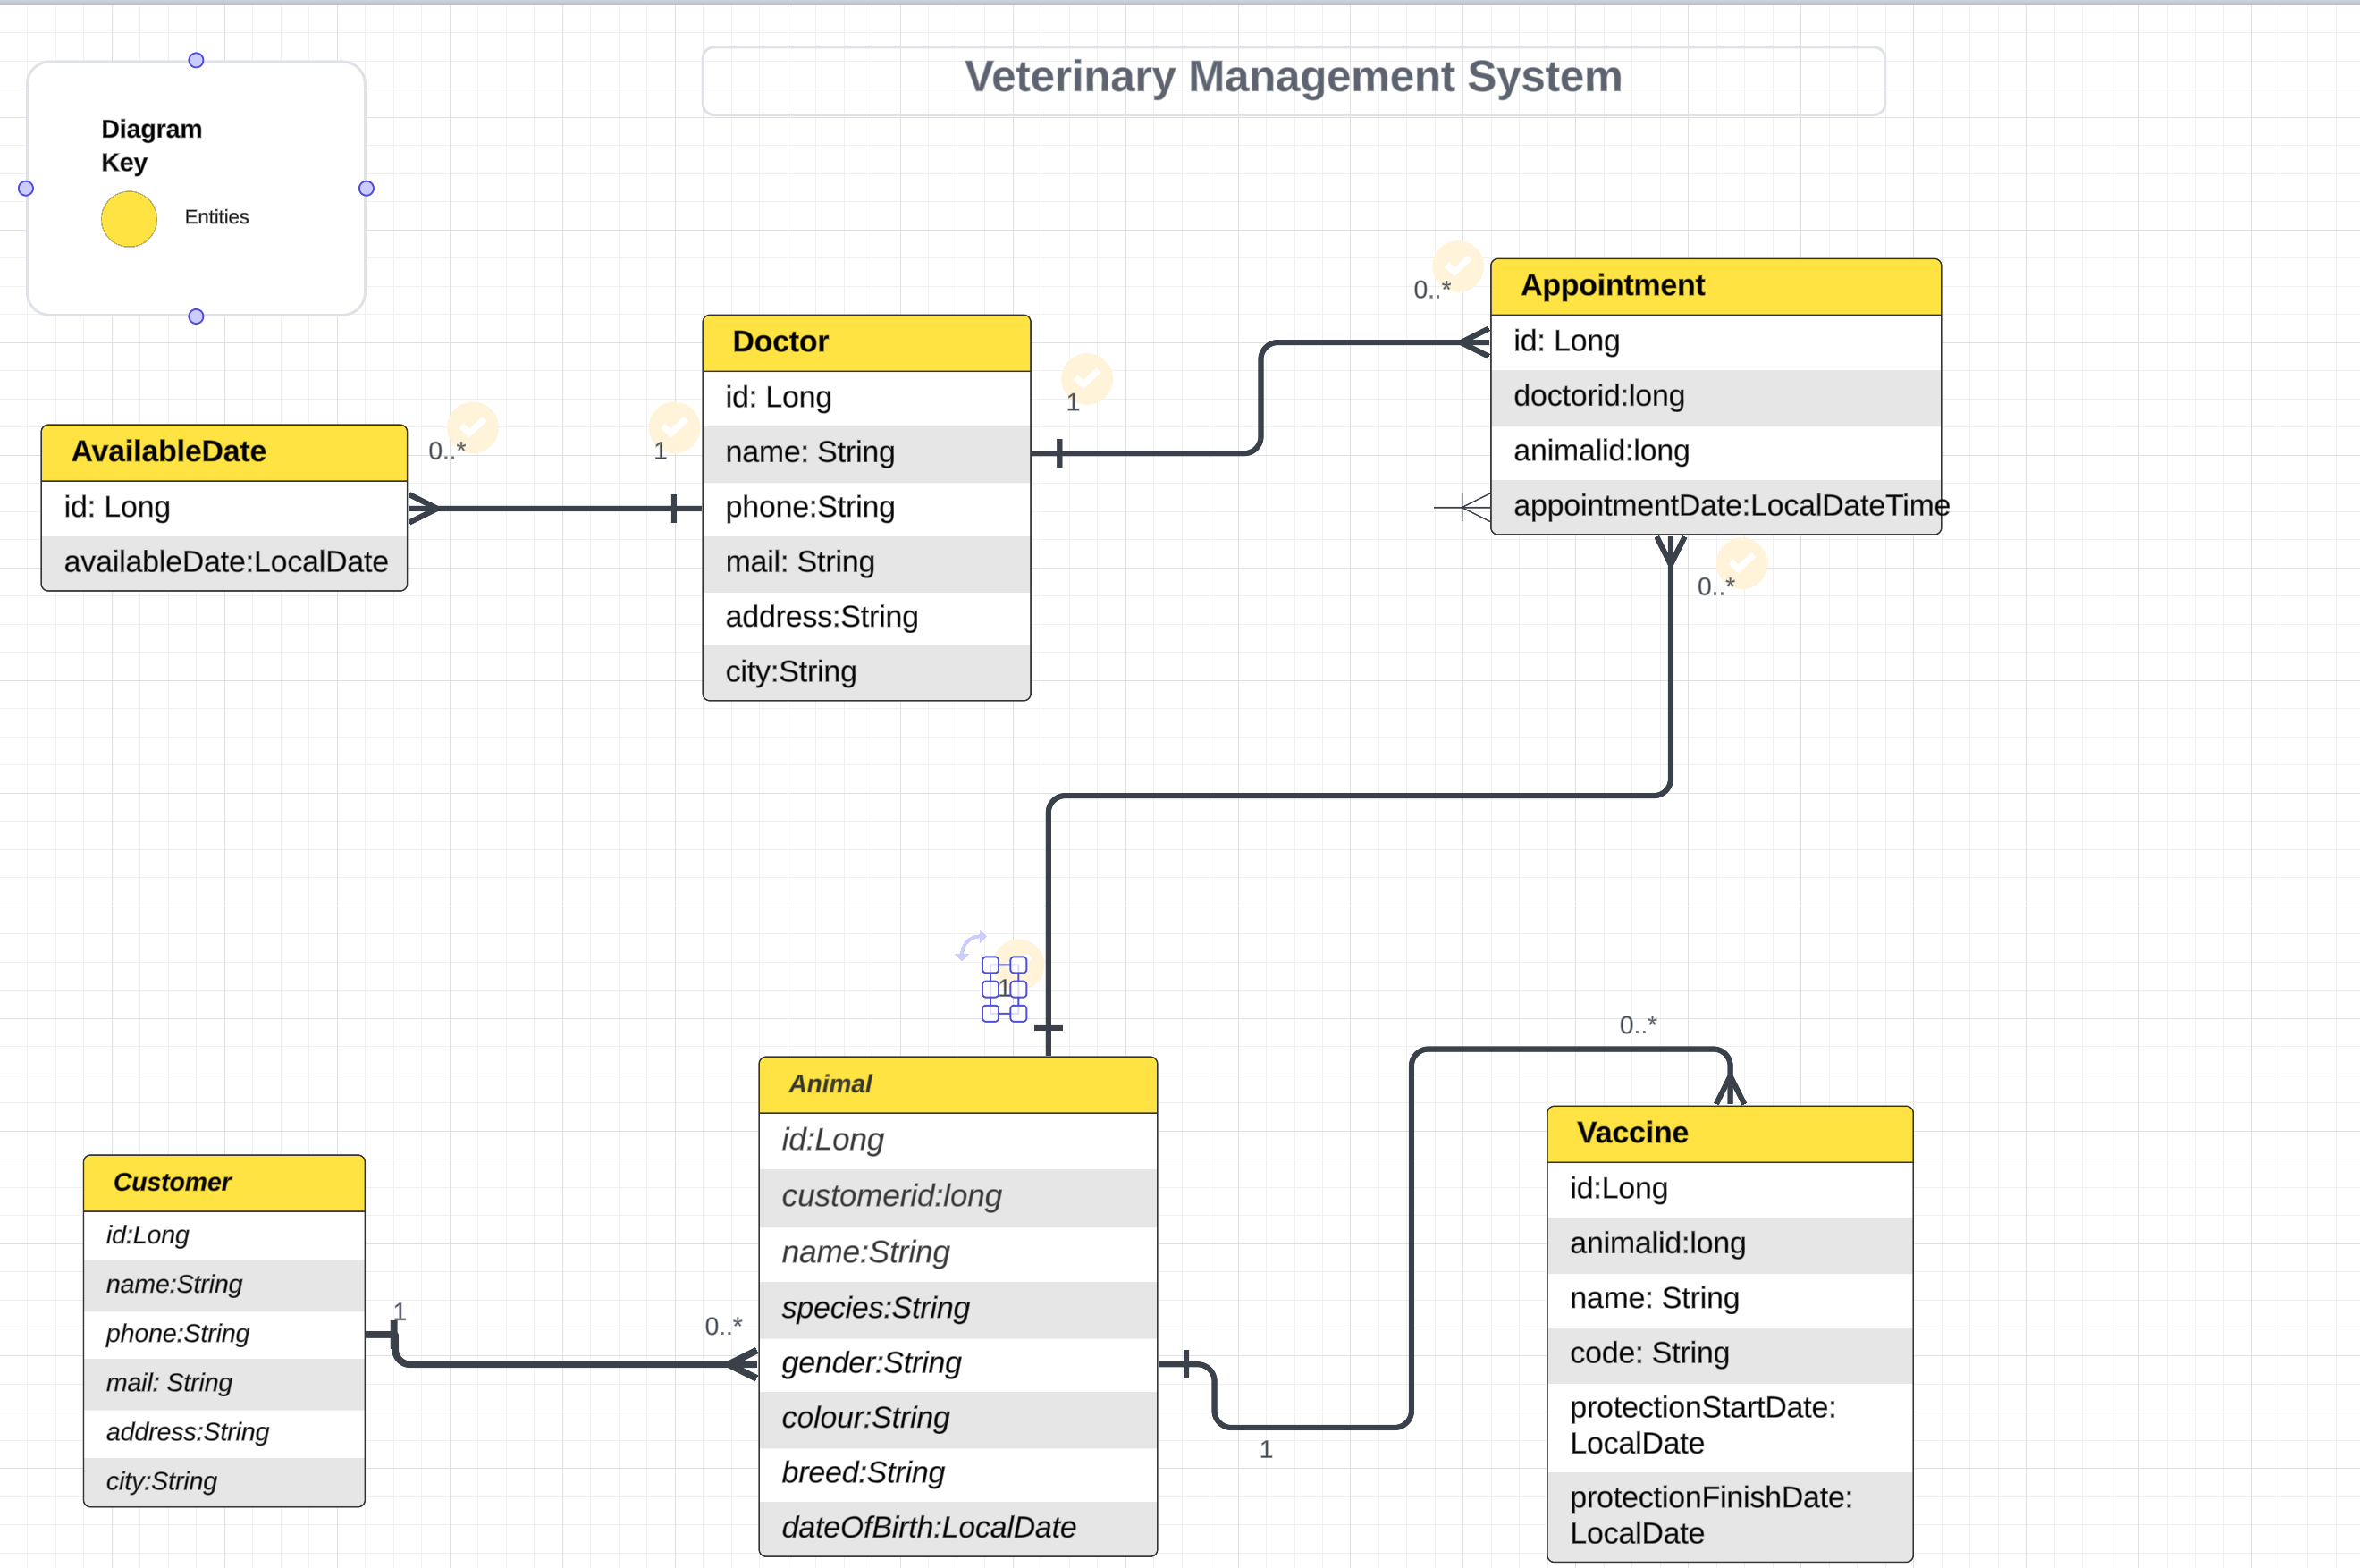 Veterinary Management System
Diagram
Key
Entities
Appointment
id: Long
doctorid:long
animalid:long
appointmentDate:LocalDateTime
0..*
0..*
Doctor
id: Long
name: String
phone:String
mail: String
address:String
city:String
1
1
AvailableDate
id: Long
availableDate:LocalDate
0..*
1
Animal
id:Long
customerid:long
name:String
species:String
gender:String
colour:String
breed:String
dateOfBirth:LocalDate
0..*
1
Customer
id:Long
name:String
phone:String
mail: String
address:String
city:String
1
0..*
Vaccine
id:Long
animalid:long
name: String
code: String
protectionStartDate:
LocalDate
protectionFinishDate:
LocalDate